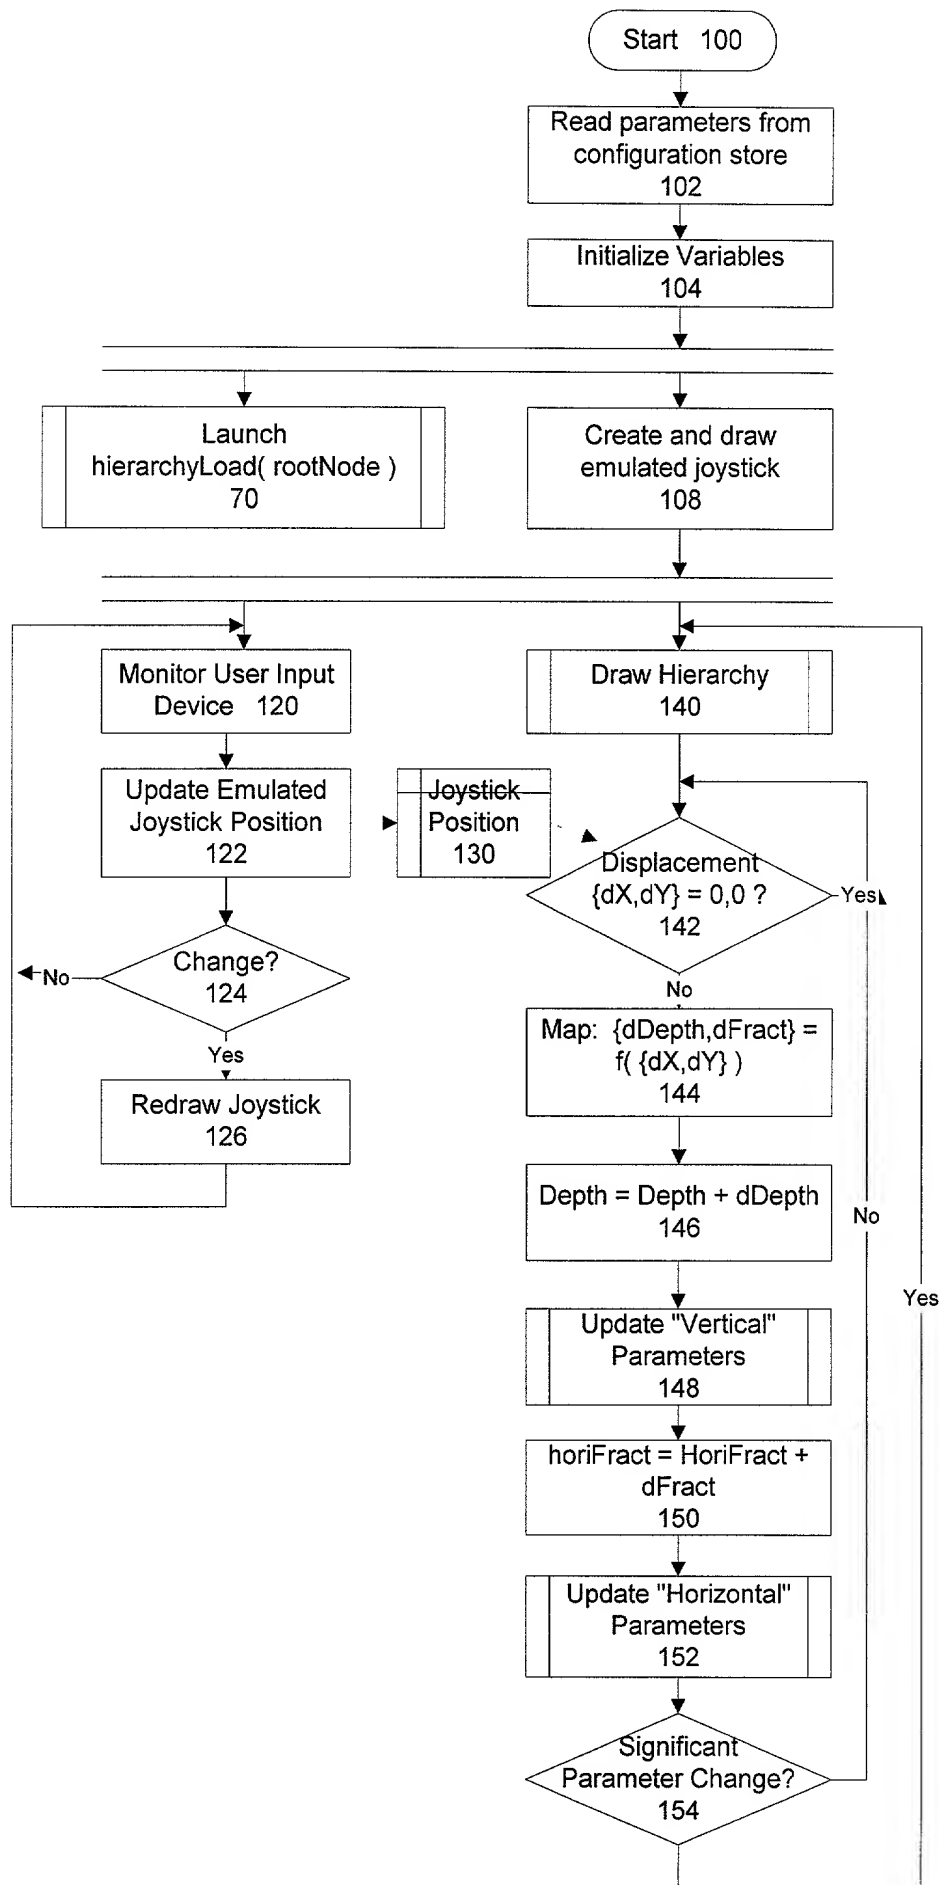 Start 100
Read parameters from
configuration store
102
Initialize Variables
104
Launch
hierarchyLoad( rootNode )
70
Create and draw
emulated joystick
108
Monitor User Input
Device 120
Draw Hierarchy
140
Update Emulated
Joystick Position
122
Joystick
Position
130
Displacement
{dX,dY} = 0,0 ?
142
Yes
Change?
124
No
Yes
No
Map: {dDepth,dFract} =
f( {dX,dY} )
144
Redraw Joystick
126
Depth = Depth + dDepth
146
No
Yes
Update "Vertical"
Parameters
148
horiFract = HoriFract +
dFract
150
Update "Horizontal"
Parameters
152
Significant
Parameter Change?
154